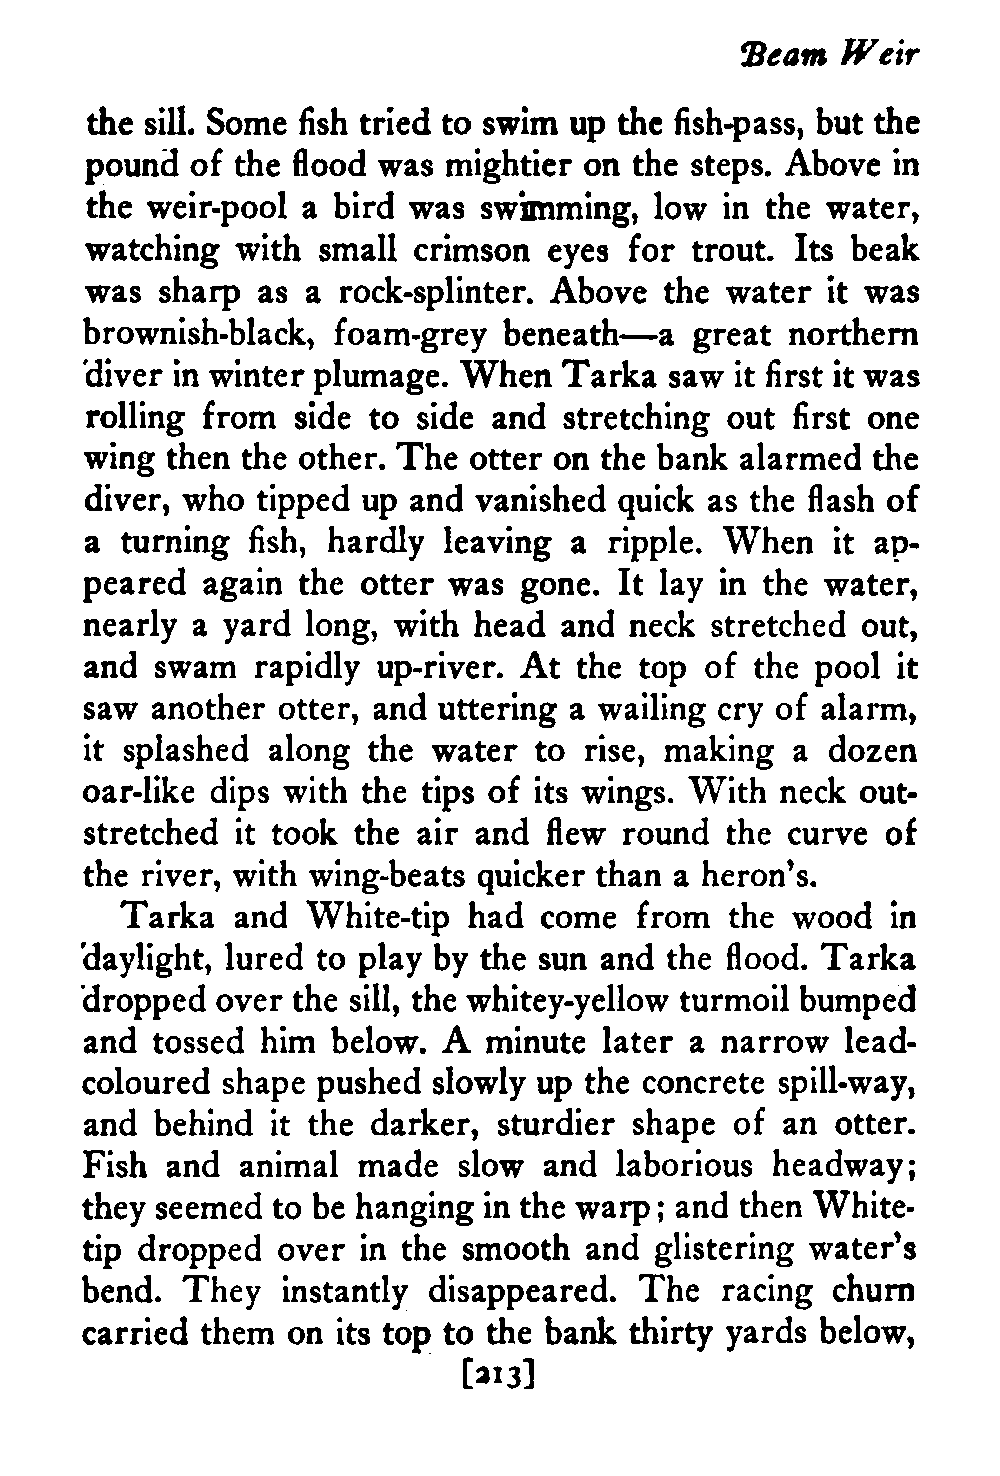 Beam Weir
the sill. Some fish tried to swim up the fish-pass, but the
pound of the flood was mightier on the steps. Above in
the weir-pool a bird was swimming, low in the water,
watching with small crimson eyes for trout. Its beak
was sharp as a rock-splinter. Above the water it was
brownish-black, foam-grey beneath—a great northern
diver in winter plumage. When Tarka saw it first it was
rolling from side to side and stretching out first one
wing then the other. The otter on the bank alarmed the
diver, who tipped up and vanished quick as the flash of
a turning fish, hardly leaving a ripple. When it ap-
peared again the otter was gone. It lay in the water,
nearly a yard long, with head and neck stretched out,
and swam rapidly up-river. At the top of the pool it
saw another otter, and uttering a wailing cry of alarm,
it splashed along the water to rise, making a dozen
oar-like dips with the tips of its wings. With neck out-
stretched it took the air and flew round the curve of
the river, with wing-beats quicker than a heron's.
Tarka and White-tip had come from the wood in
daylight, lured to play by the sun and the flood. Tarka
dropped over the sill, the whitey-yellow turmoil bumped
and tossed him below. A minute later a narrow lead-
coloured shape pushed slowly up the concrete spill-way,
and behind it the darker, sturdier shape of an otter.
Fish and animal made slow and laborious headway;
they seemed to be hanging in the warp; and then White-
tip dropped over in the smooth and glistering water's
bend. They instantly disappeared. The racing churn
carried them on its top to the bank thirty yards below,
[213]